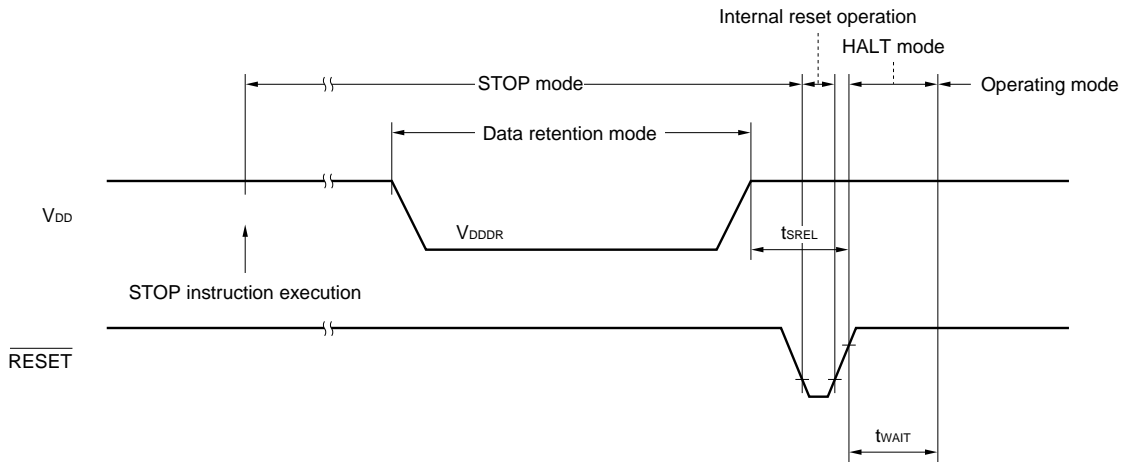 Internal reset operation
HALT mode
STOP mode
Operating mode
Data retention mode
VDD
VDDDR
tSREL
STOP instruction execution
RESET
tWAIT